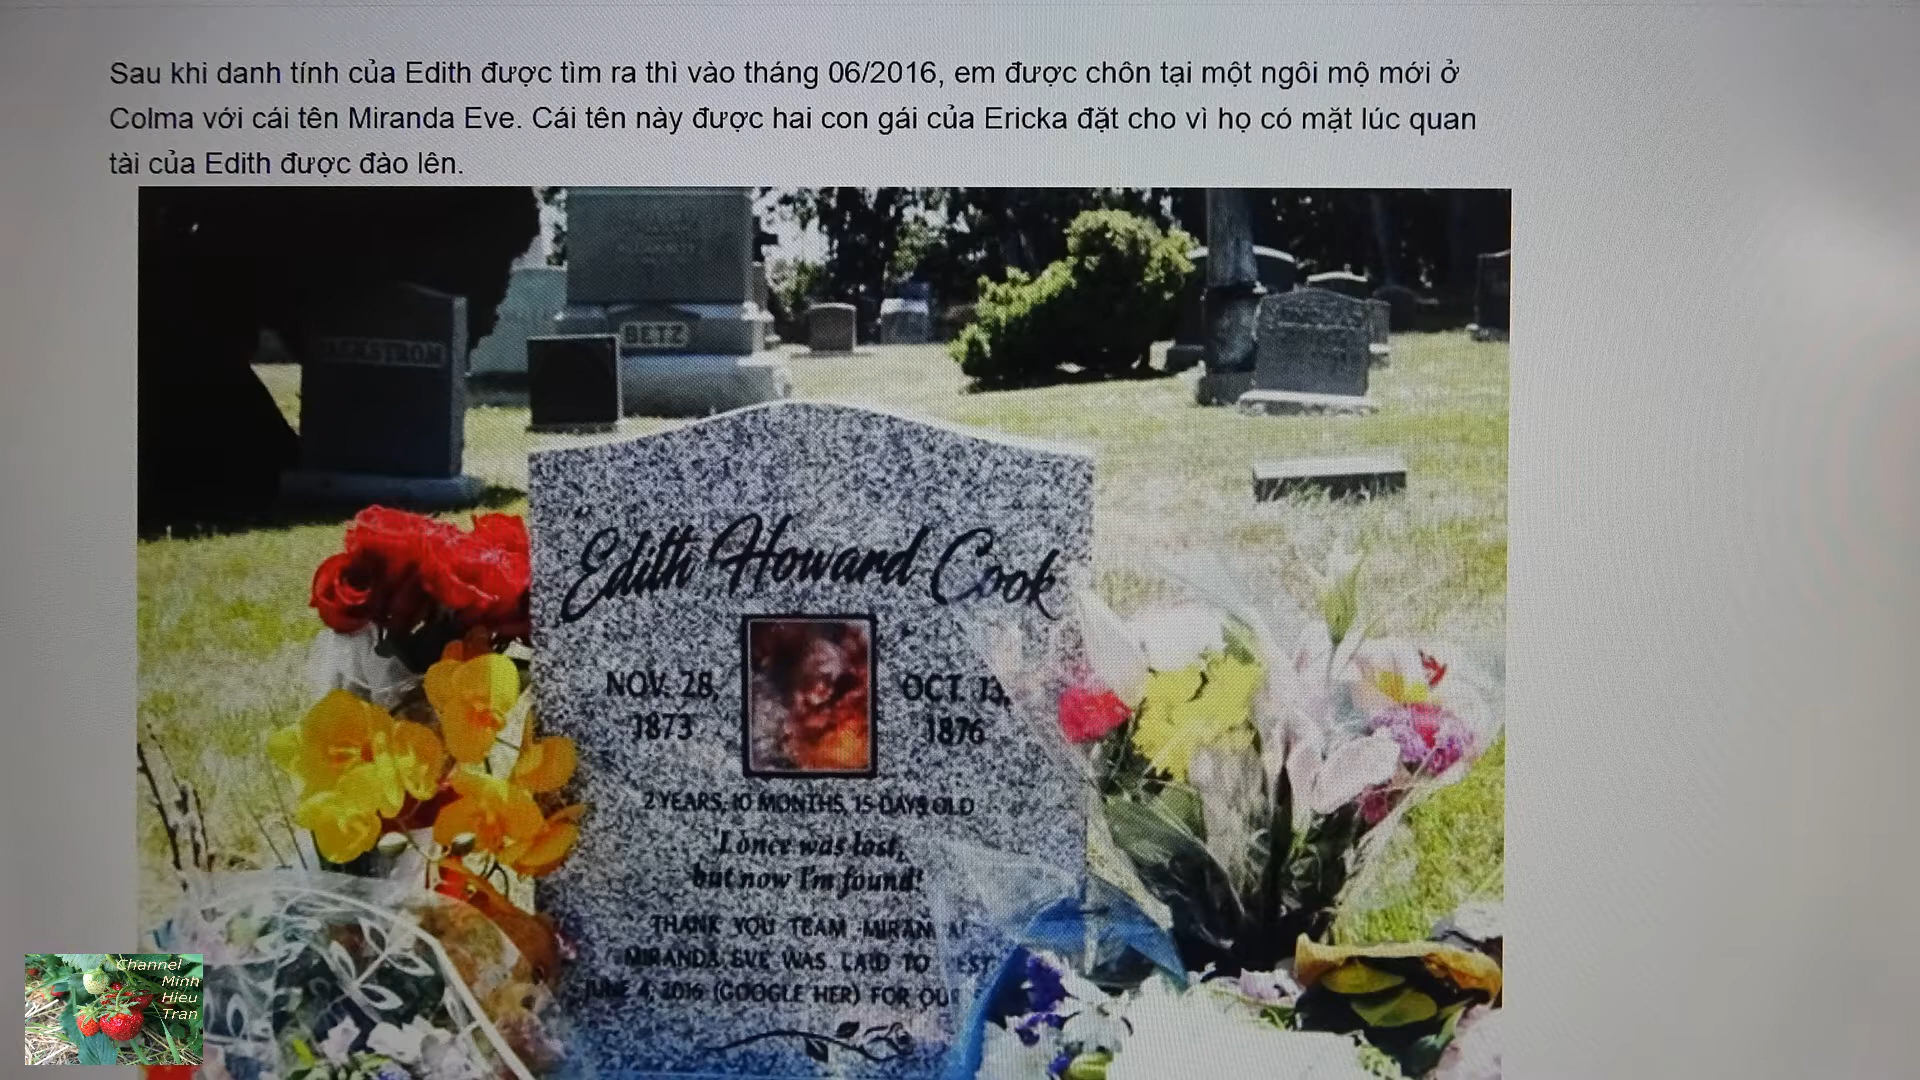 Sau khi danh tính của Edith được tìm ra thì vào tháng 06/2016, em được chôn tại một ngôi mộ mới ở
Colma với cái tên Miranda Eve. Cái tên này được hai con gái của Ericka đặt cho vì họ có mặt lúc quan
tài của Edith được đào lên.
BETZ
Edith Howard Cook
NOV. 28,
1873
OCT. 13,
1876
2 YEARS, 10 MONTHS, 15 DAYS OLD
"I once was lost,
but now I'm found!"
THANK YOU TEAM
MIRANDA EVE WAS LAID TO
4, 2016 (GOOGLE HER) FOR
Channel
Minh
Hieu
Tran